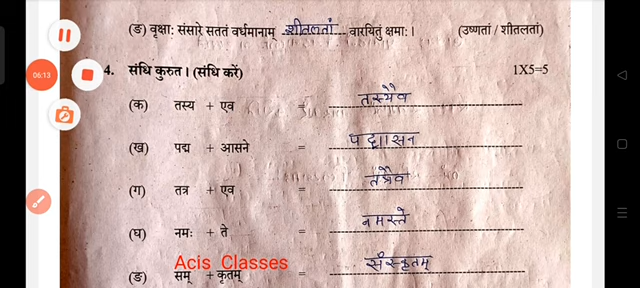 (ङ) वृक्षाः संसारे सततं वर्धमानाम् शीतलतां वारयितुं क्षमाः। (उष्णतां / शीतलतां)
06:13
4. संधि कुरुत। (संधि करें) 1X5=5
(क) तस्य + एव = तस्यैव
(ख) पद्म + आसने = पद्मासन
(ग) तत्र + एव = तत्रैव
(घ) नमः + ते = नमस्ते
Acis Classes
(ङ) सम् + कृतम् = संस्कृतम्